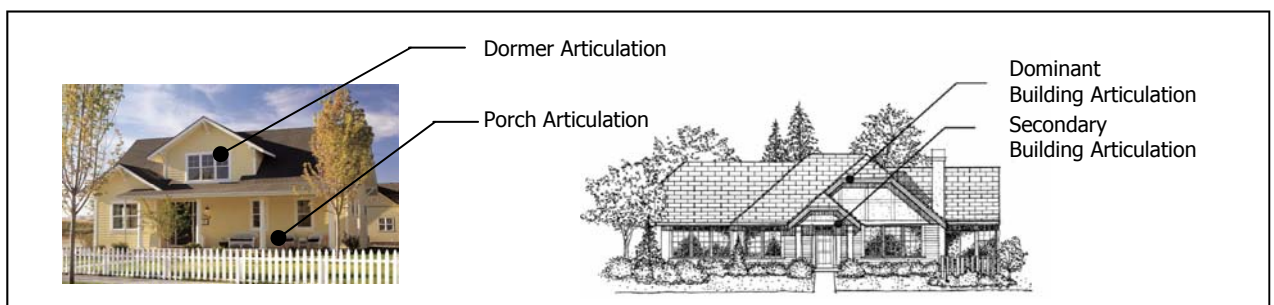 Dormer Articulation
Porch Articulation
Dominant
Building Articulation
Secondary
Building Articulation